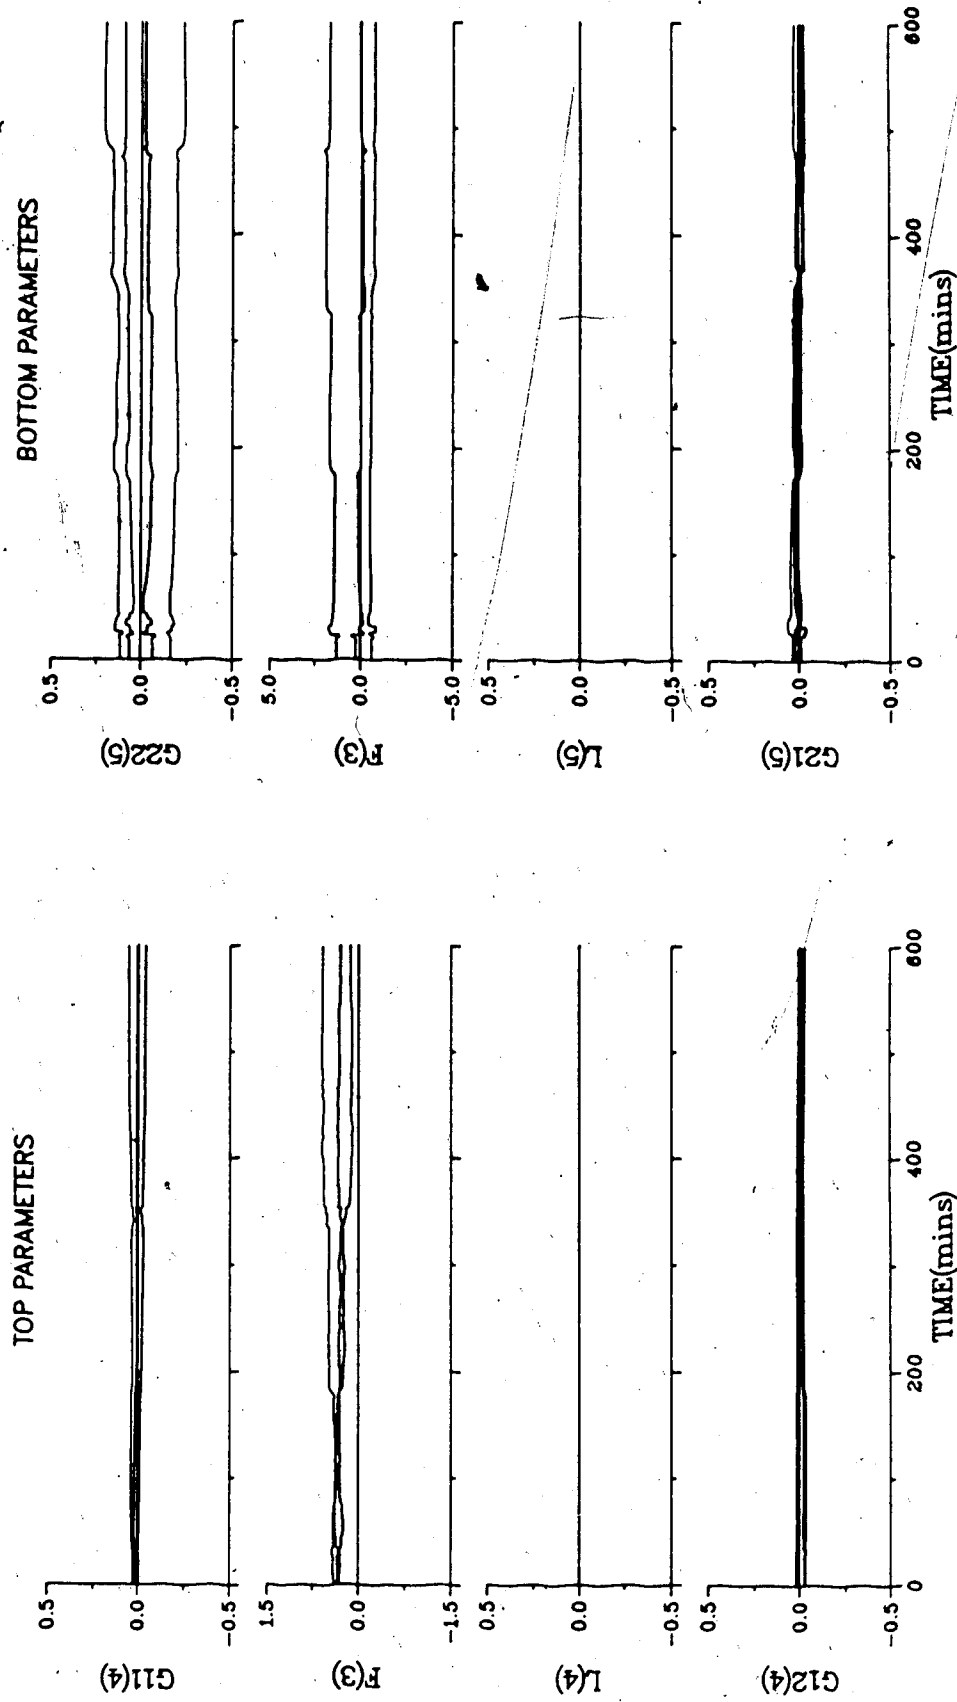 TOP PARAMETERS
G11(4)
0.5
0.0
-0.5
F(3)
1.5
0.0
-1.5
L(4)
0.5
0.0
-0.5
G12(4)
0.5
0.0
-0.5
0 200 400 600
TIME(mins)
BOTTOM PARAMETERS
G22(5)
0.5
0.0
-0.5
F(3)
5.0
0.0
-5.0
L(5)
0.5
0.0
-0.5
G21(5)
0.5
0.0
-0.5
0 200 400 600
TIME(mins)